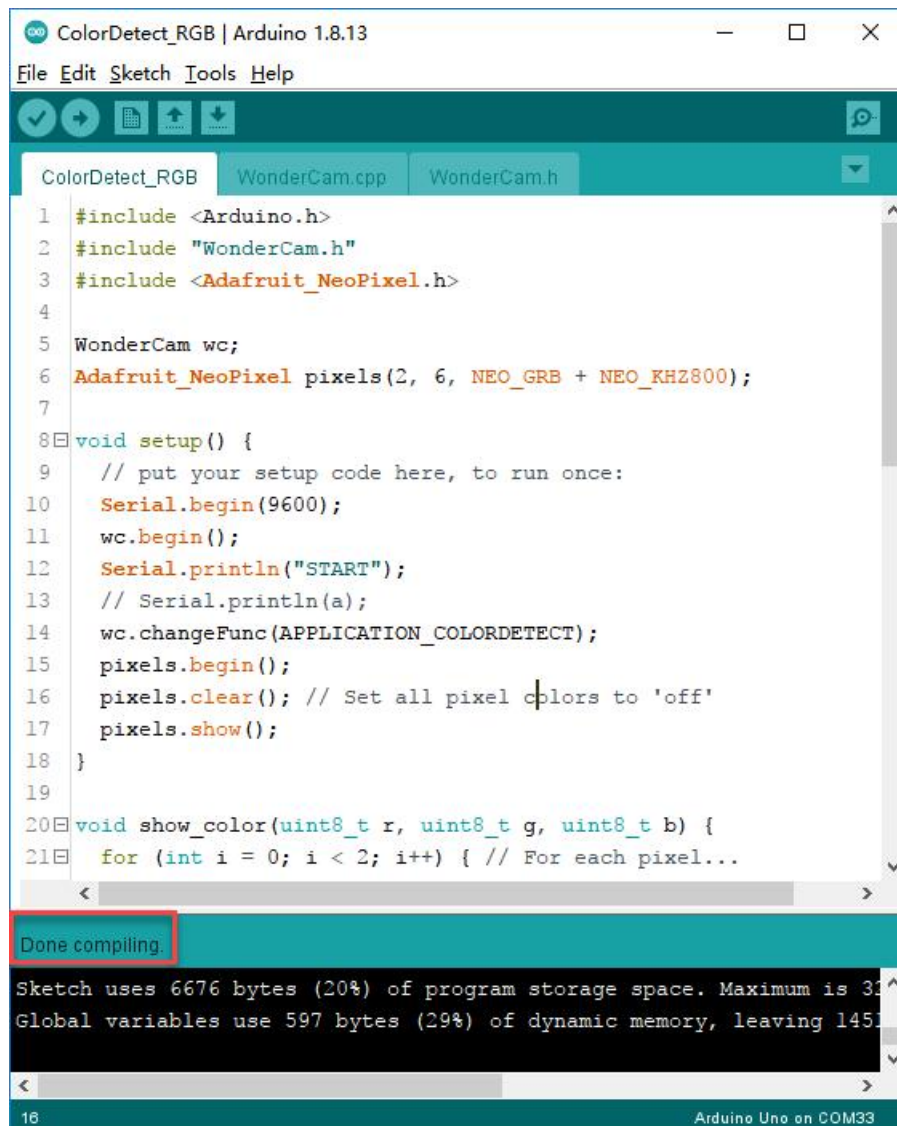 ColorDetect_RGB | Arduino 1.8.13
File Edit Sketch Tools Help
ColorDetect_RGB WonderCam.cpp WonderCam.h
1 #include <Arduino.h>
2 #include "WonderCam.h"
3 #include <Adafruit_NeoPixel.h>
4
5 WonderCam wc;
6 Adafruit_NeoPixel pixels(2, 6, NEO_GRB + NEO_KHZ800);
7
8 void setup() {
9 // put your setup code here, to run once:
10 Serial.begin(9600);
11 wc.begin();
12 Serial.println("START");
13 // Serial.println(a);
14 wc.changeFunc(APPLICATION_COLORDETECT);
15 pixels.begin();
16 pixels.clear(); // Set all pixel colors to 'off'
17 pixels.show();
18 }
19
20 void show_color(uint8_t r, uint8_t g, uint8_t b) {
21 for (int i = 0; i < 2; i++) { // For each pixel...
Done compiling.
Sketch uses 6676 bytes (20%) of program storage space. Maximum is
Global variables use 597 bytes (29%) of dynamic memory, leaving 1451
16 Arduino Uno on COM33